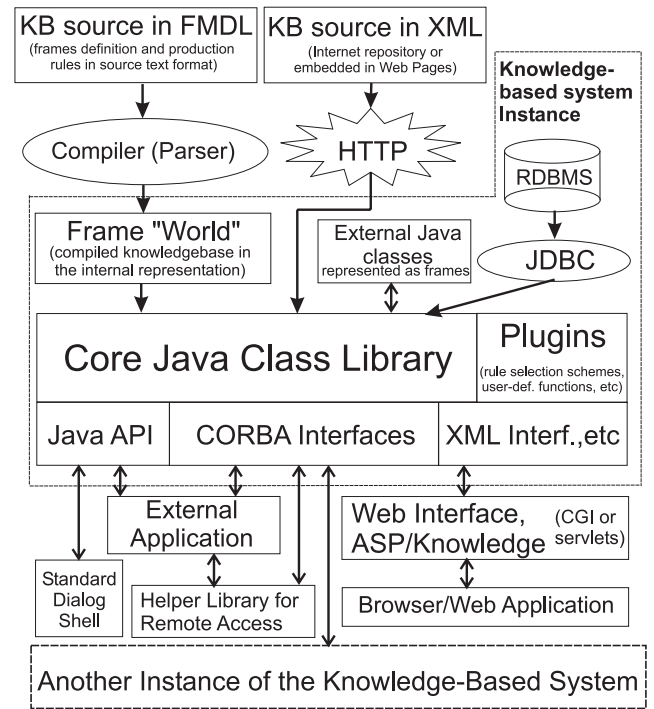 KB source in FMDL
(frames definition and production
rules in source text format)
KB source in XML
(Internet repository or
embedded in Web Pages)
Knowledge-
based system
Instance
Compiler (Parser)
HTTP
RDBMS
Frame "World"
(compiled knowledgebase in
the internal representation)
External Java
classes
represented as frames
JDBC
Core Java Class Library
Plugins
(rule selection schemes,
user-def. functions, etc)
Java API
CORBA Interfaces
XML Interf.,etc
External
Application
Web Interface,
ASP/Knowledge
(CGI or
servlets)
Standard
Dialog
Shell
Helper Library for
Remote Access
Browser/Web Application
Another Instance of the Knowledge-Based System